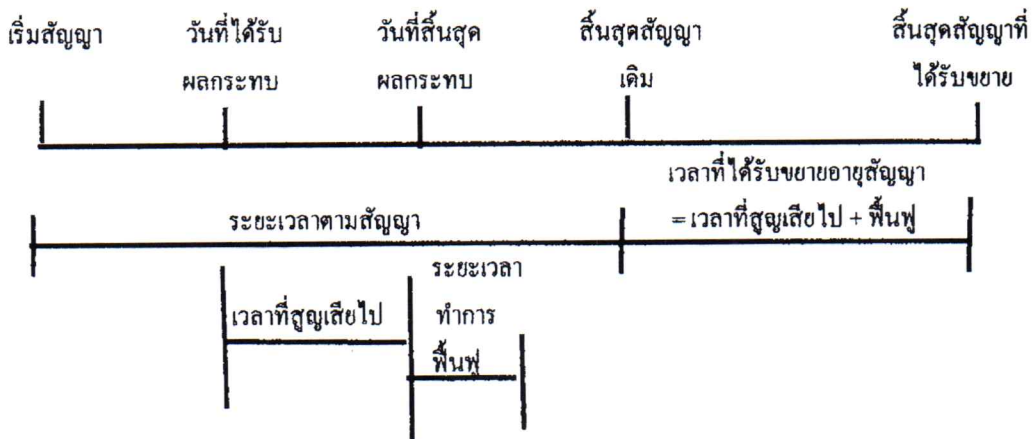 เริ่มสัญญา วันที่ได้รับ วันที่สิ้นสุด สิ้นสุดสัญญา สิ้นสุดสัญญาที่
ผลกระทบ ผลกระทบ เดิม ได้รับขยาย
เวลาที่ได้รับขยายอายุสัญญา
ระยะเวลาตามสัญญา = เวลาที่สูญเสียไป + ฟื้นฟู
ระยะเวลา
เวลาที่สูญเสียไป ทำการ
ฟื้นฟู